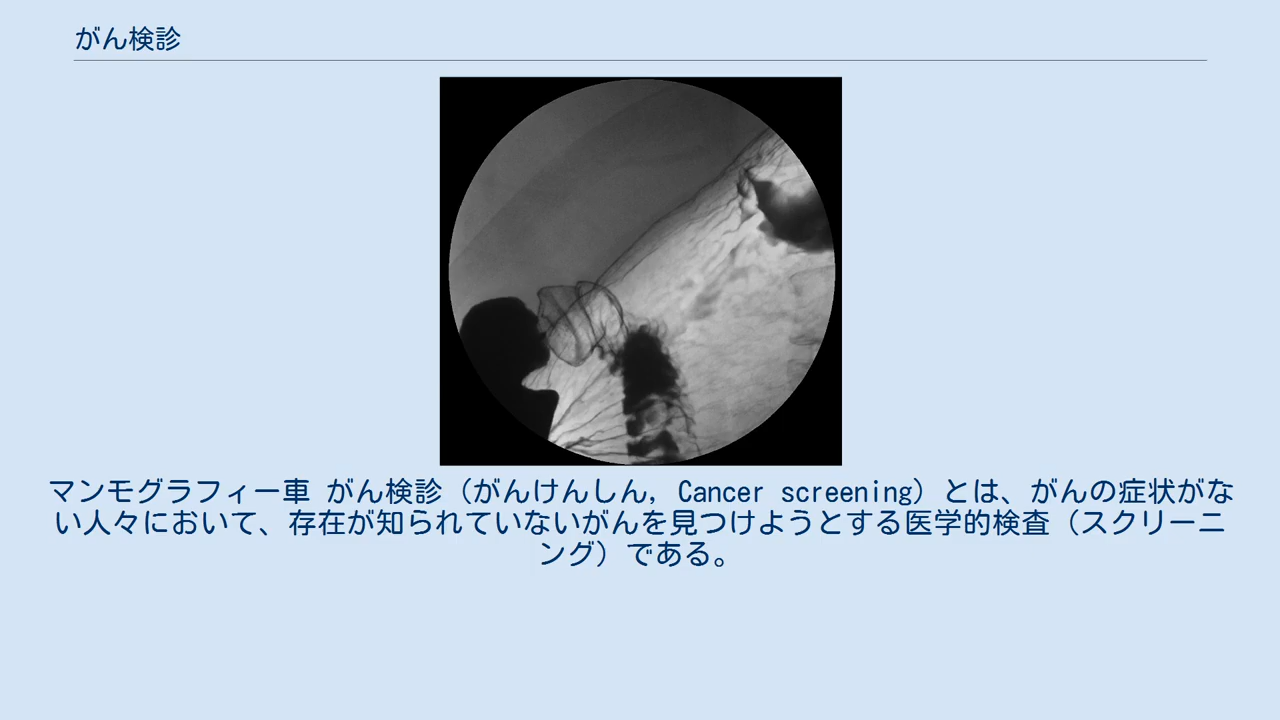 がん検診
マンモグラフィー車 がん検診（がんけんしん, Cancer screening）とは、がんの症状がな
い人々において、存在が知られていないがんを見つけようとする医学的検査（スクリーニ
ング）である。